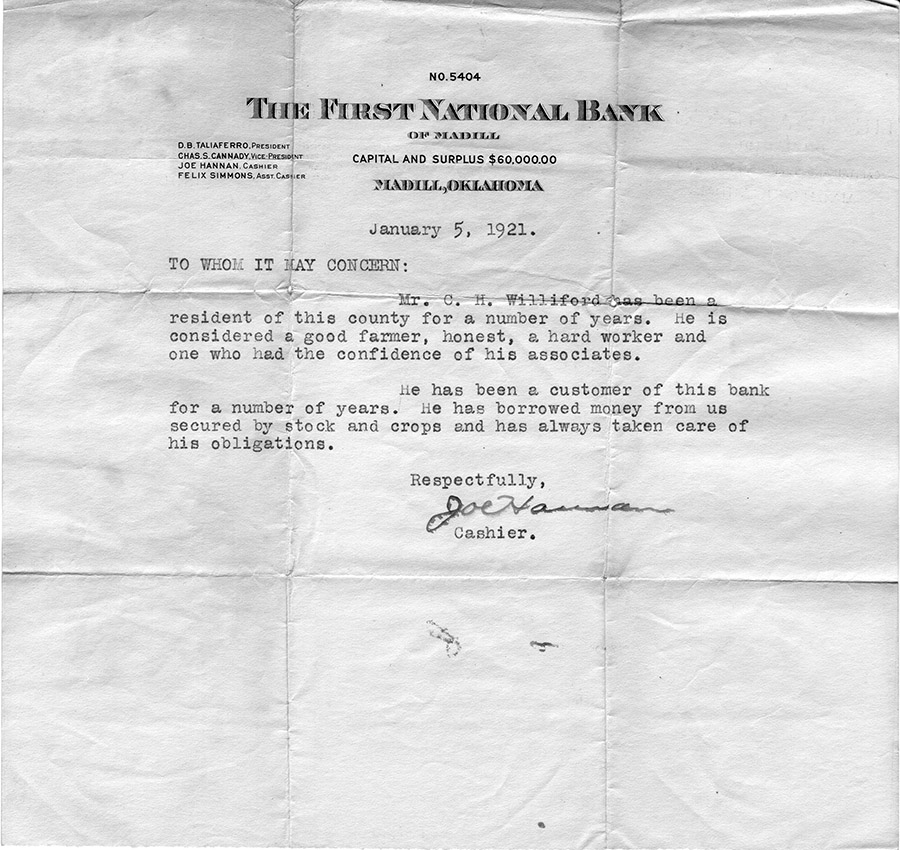 NO. 5404
THE FIRST NATIONAL BANK
OF MADILL
D. B. TALIAFERRO, PRESIDENT
CHAS. S. CANNADY, VICE-PRESIDENT
JOE HANNAN, CASHIER
FELIX SIMMONS, ASST. CASHIER
CAPITAL AND SURPLUS $60,000.00
MADILL, OKLAHOMA
January 5, 1921.
TO WHOM IT MAY CONCERN:
Mr. C. H. Williford has been a
resident of this county for a number of years. He is
considered a good farmer, honest, a hard worker and
one who had the confidence of his associates.
He has been a customer of this bank
for a number of years. He has borrowed money from us
secured by stock and crops and has always taken care of
his obligations.
Respectfully,
Joe Hannan
Cashier.